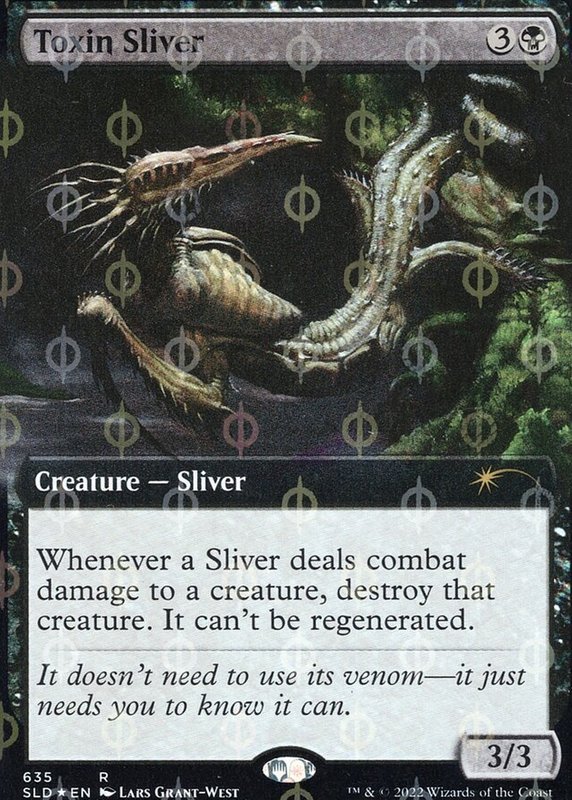 Toxin Sliver 3
Creature — Sliver
Whenever a Sliver deals combat
damage to a creature, destroy that
creature. It can't be regenerated.
It doesn't need to use its venom—it just
needs you to know it can.
3/3
635 R
SLD★EN Lars Grant-West ™ & © 2022 Wizards of the Coast